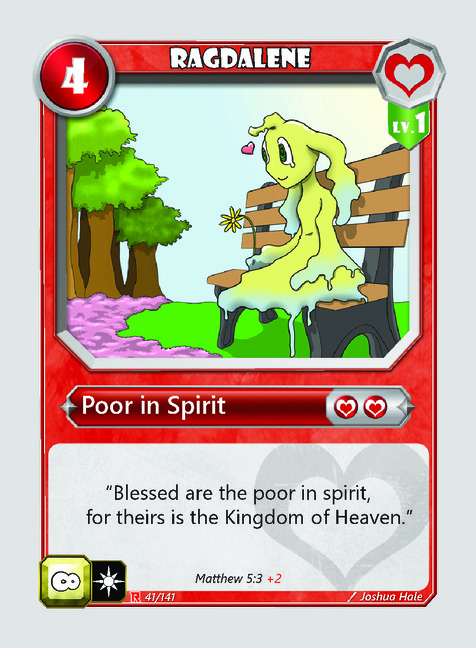 RAGDALENE
4
LV.1
Poor in Spirit
“Blessed are the poor in spirit,
for theirs is the Kingdom of Heaven.”
Matthew 5:3 +2
8
R 41/141
Joshua Hale